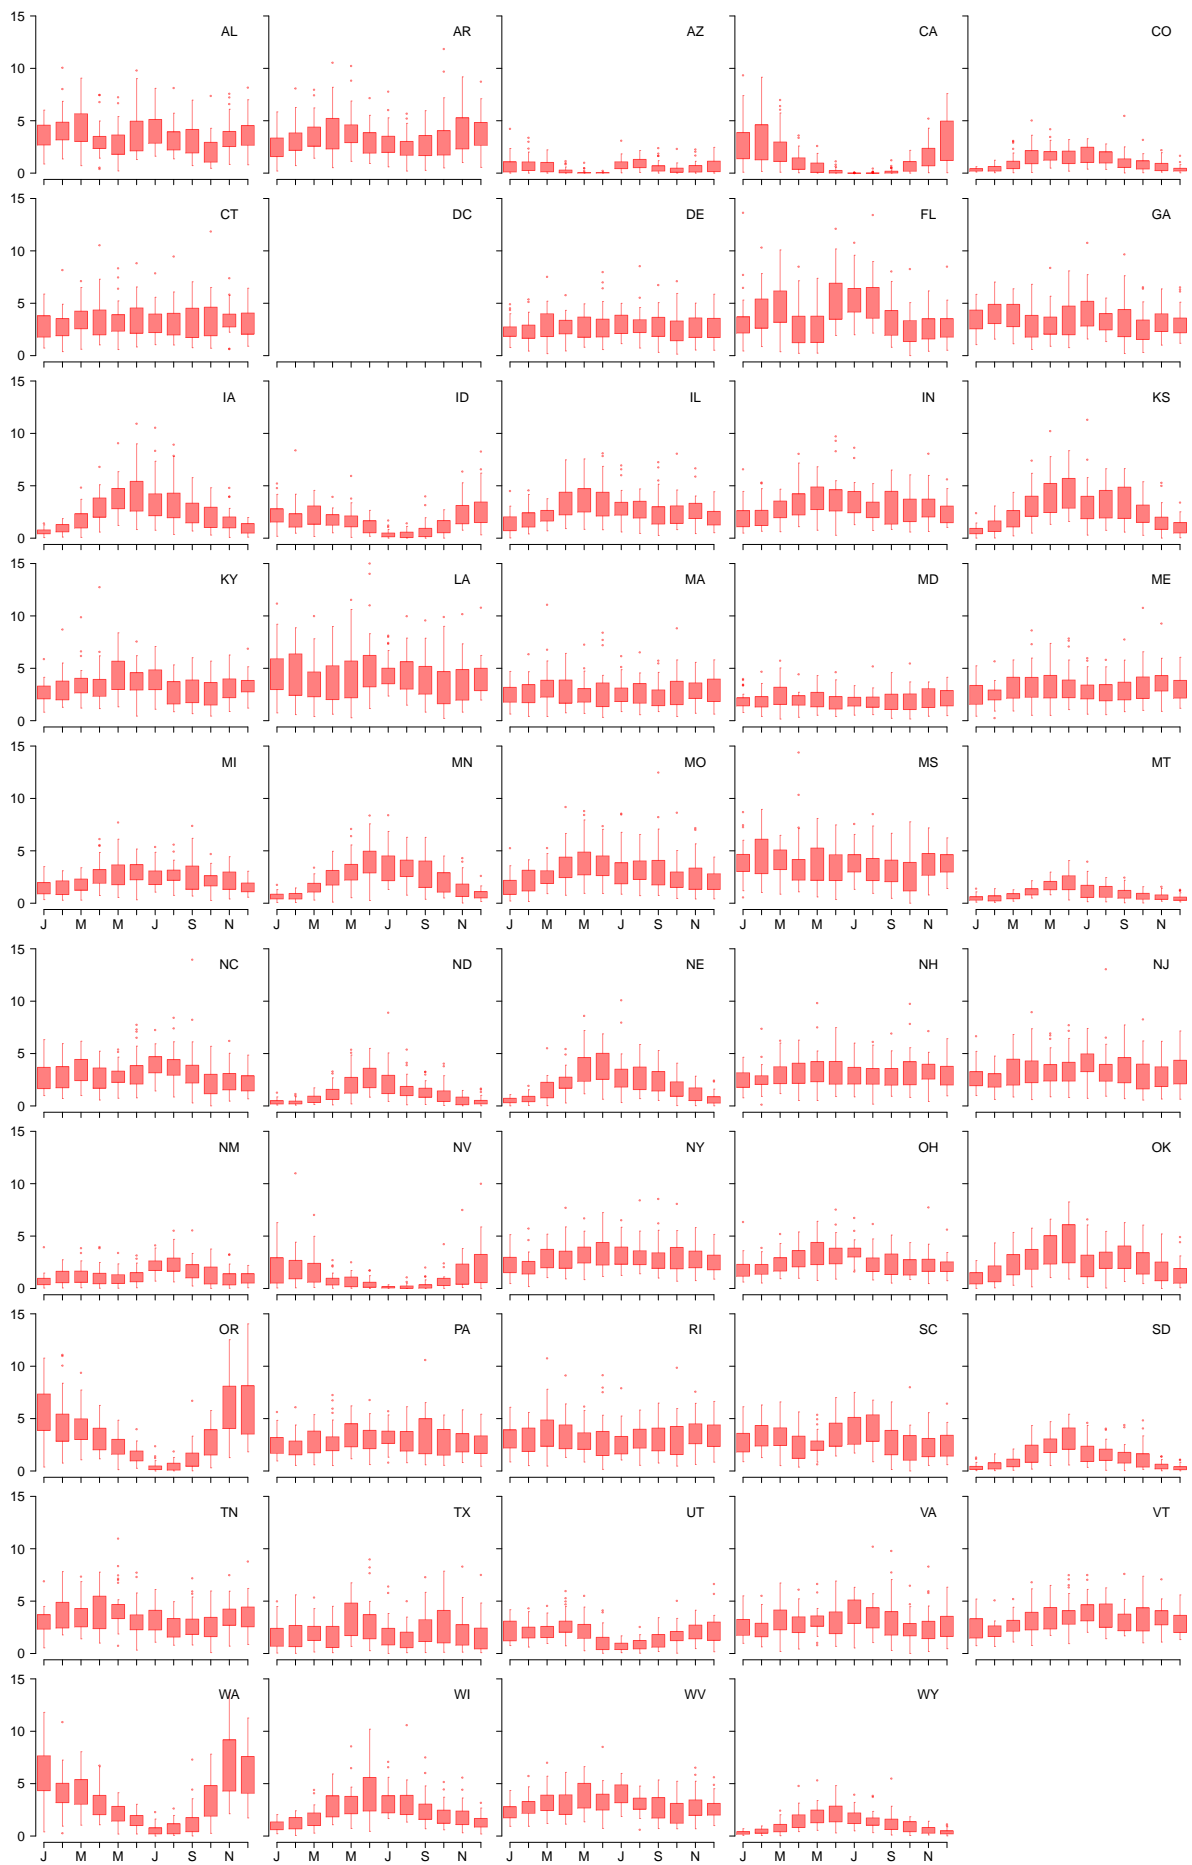 15 AL AR AZ CA CO
10
5
0
15 CT DC DE FL GA
10
5
0
15 IA ID IL IN KS
10
5
0
15 KY LA MA MD ME
10
5
0
15 MI MN MO MS MT
10
5
0
J M M J S N J M M J S N J M M J S N J M M J S N J M M J S N
15 NC ND NE NH NJ
10
5
0
15 NM NV NY OH OK
10
5
0
15 OR PA RI SC SD
10
5
0
15 TN TX UT VA VT
10
5
0
15 WA WI WV WY
10
5
0
J M M J S N J M M J S N J M M J S N J M M J S N